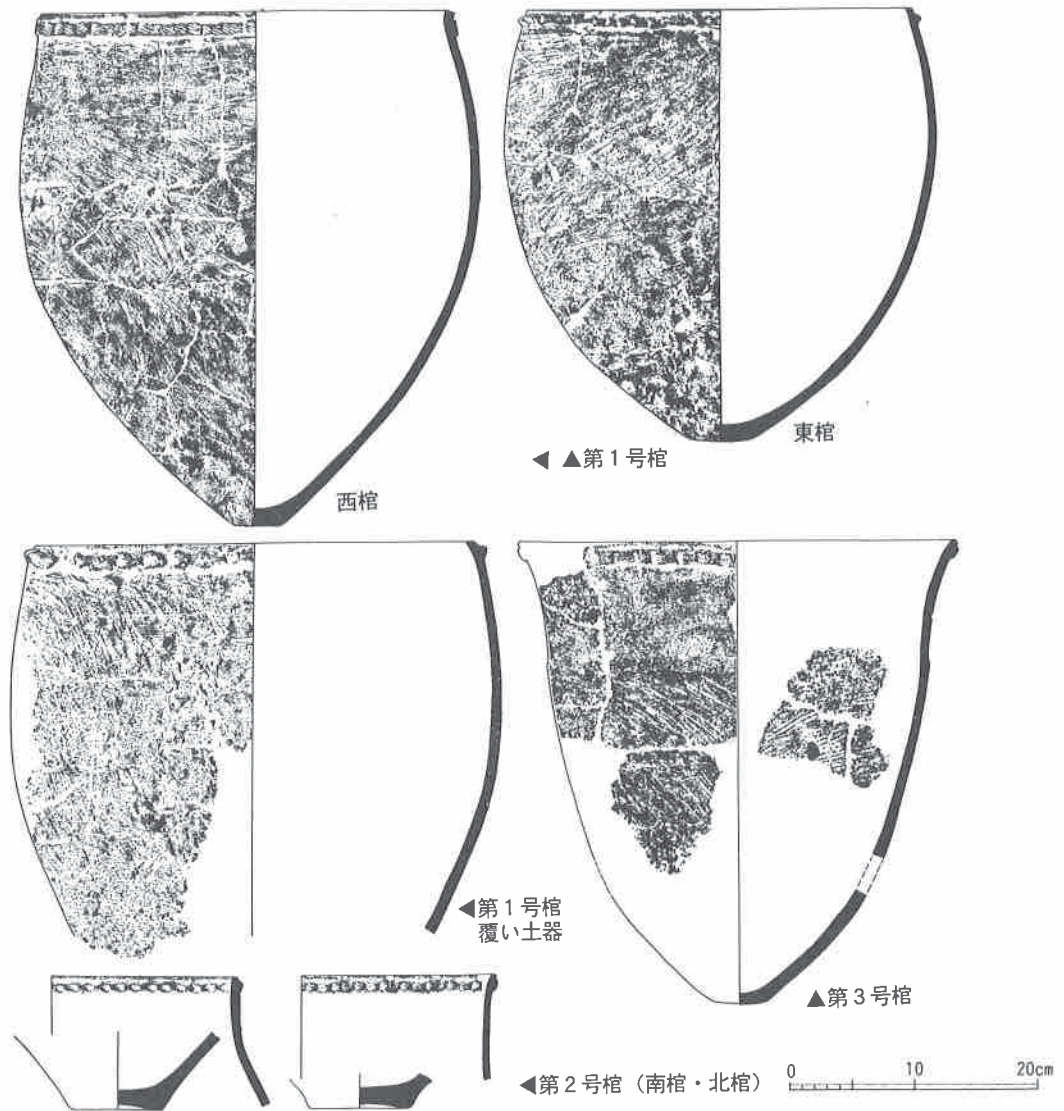 東棺
◀ ▲第1号棺
西棺
◀第1号棺
覆い土器
▲第3号棺
◀第2号棺（南棺・北棺）
0 10 20cm